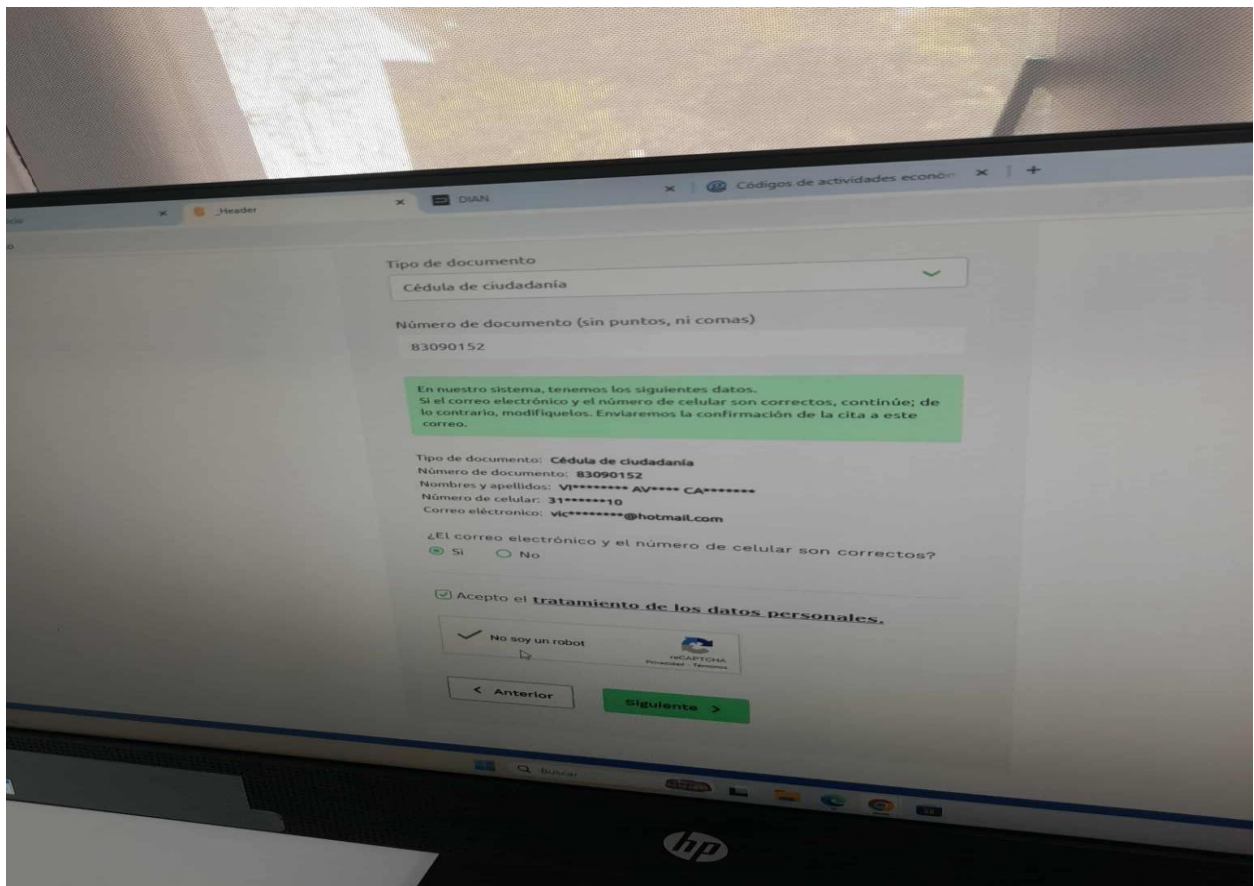 _Header
DIAN
Códigos de actividades económ
Tipo de documento
Cédula de ciudadanía
Número de documento (sin puntos, ni comas)
83090152
En nuestro sistema, tenemos los siguientes datos.
Si el correo electrónico y el número de celular son correctos, continúe; de
lo contrario, modifíquelos. Enviaremos la confirmación de la cita a este
correo.
Tipo de documento: Cédula de ciudadanía
Número de documento: 83090152
Nombres y apellidos: VI******** AV**** CA*******
Número de celular: 31******10
Correo eléctronico: vic********@hotmail.com
¿El correo electrónico y el número de celular son correctos?
Si No
Acepto el tratamiento de los datos personales.
No soy un robot
reCAPTCHA
Privacidad - Términos
< Anterior
Siguiente >
Buscar
hp